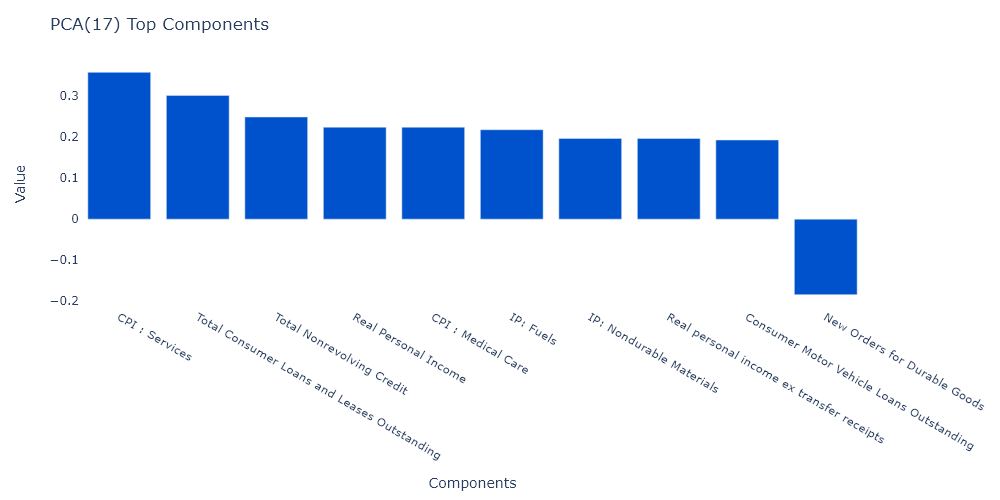 PCA(17) Top Components
Value
0.3
0.2
0.1
0
−0.1
−0.2
CPI : Services
Total Consumer Loans and Leases Outstanding
Total Nonrevolving Credit
Real Personal Income
CPI : Medical Care
IP: Fuels
IP: Nondurable Materials
Real personal income ex transfer receipts
Consumer Motor Vehicle Loans Outstanding
New Orders for Durable Goods
Components